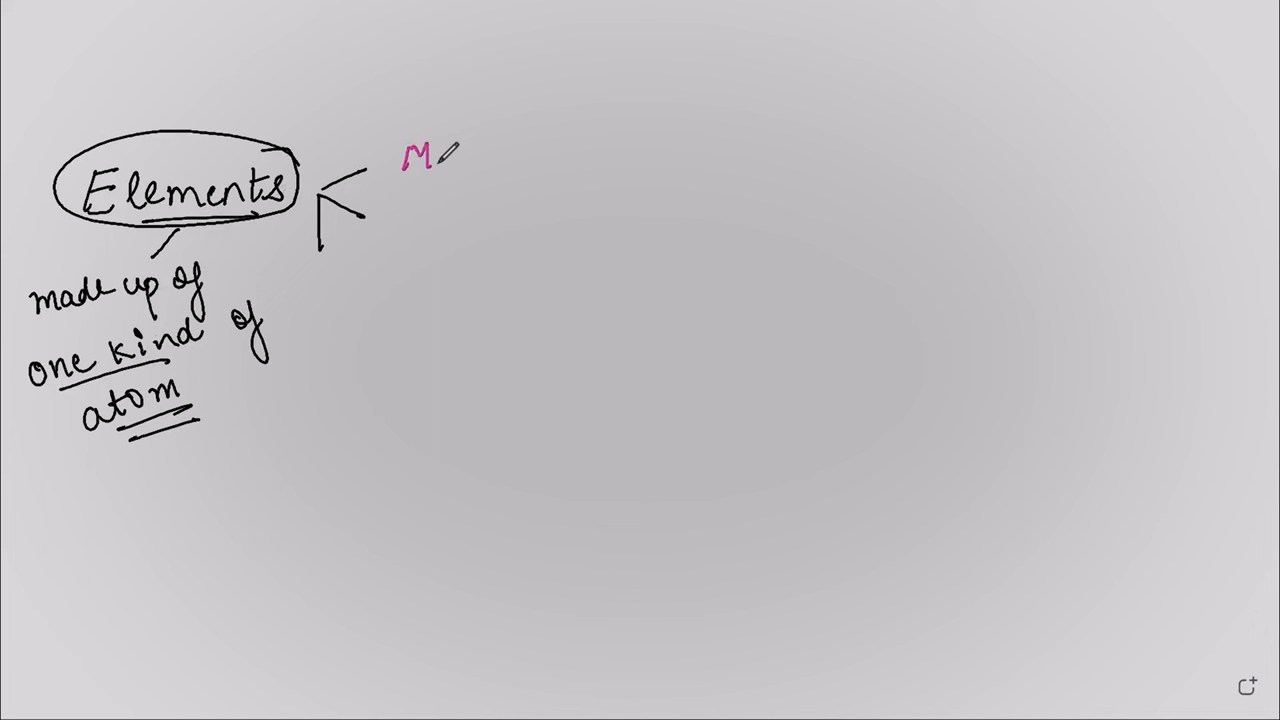 Elements
M
made up of
one kind of
atom